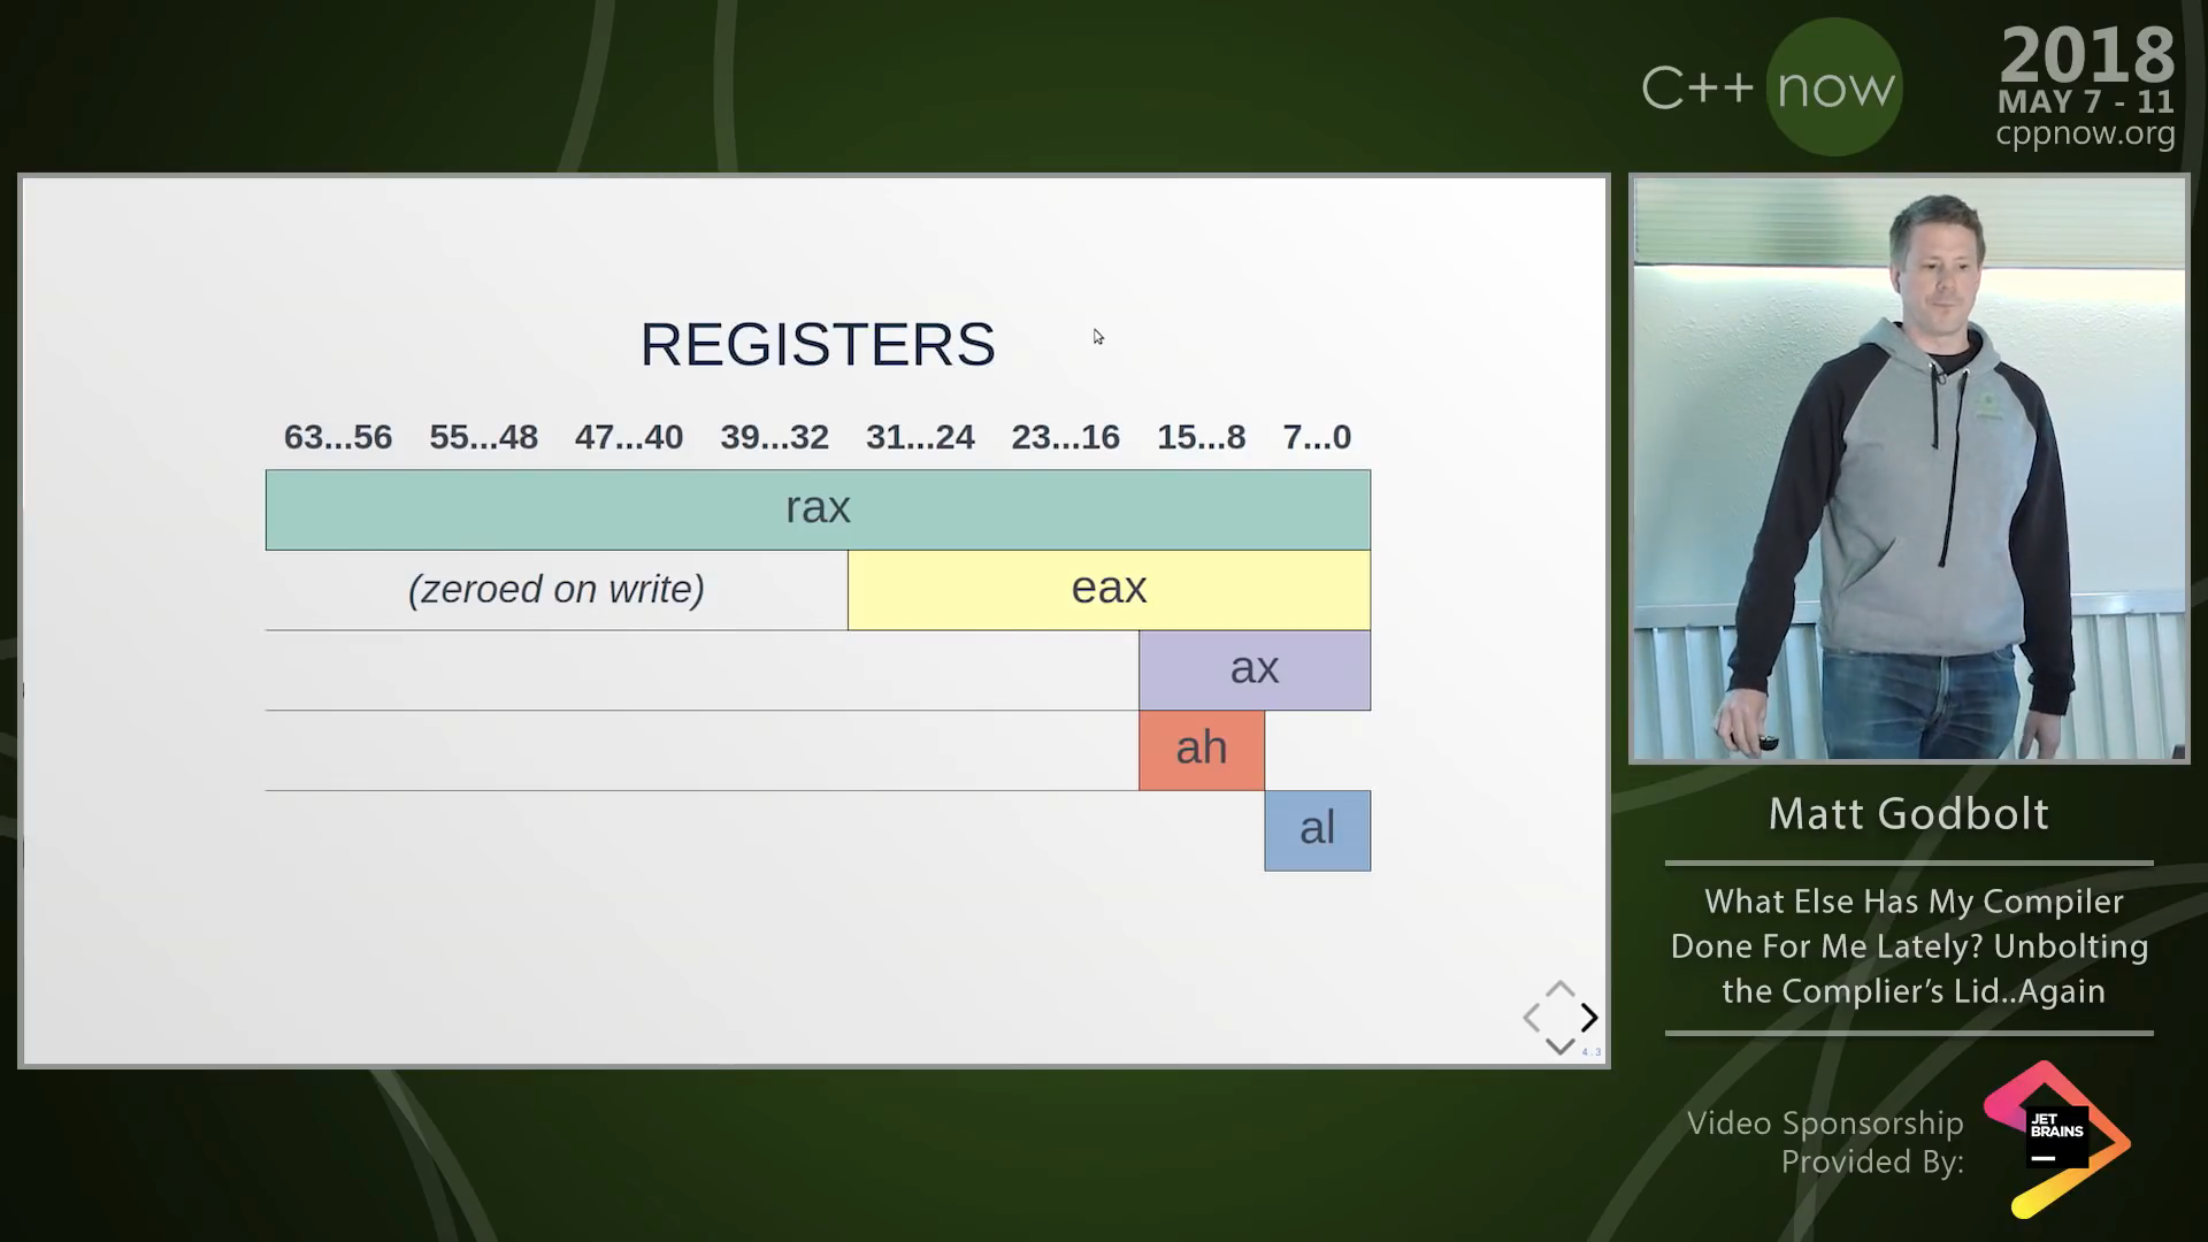 C++ now
2018
MAY 7 - 11
cppnow.org
REGISTERS
63...56 55...48 47...40 39...32 31...24 23...16 15...8 7...0
rax
(zeroed on write) eax
ax
ah
al
4.3
Matt Godbolt
What Else Has My Compiler
Done For Me Lately? Unbolting
the Complier’s Lid..Again
Video Sponsorship
Provided By:
JET
BRAINS